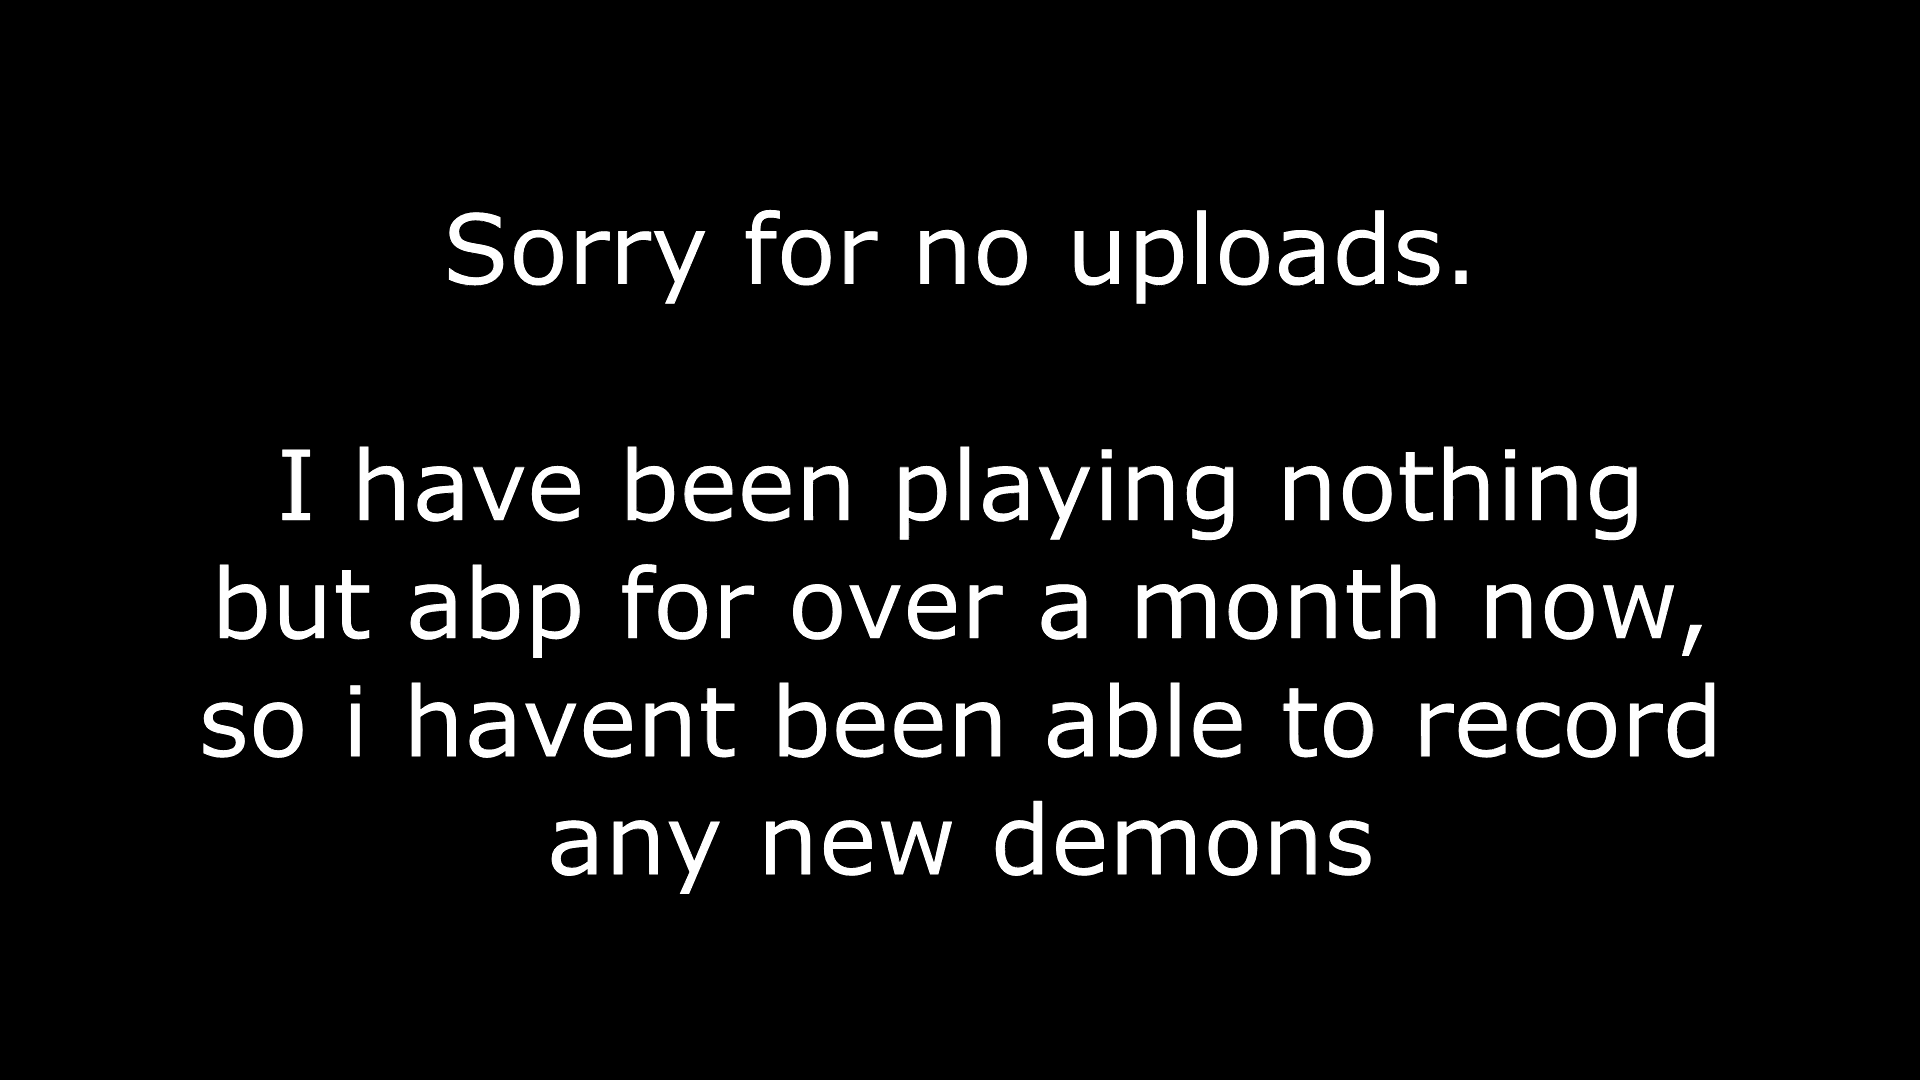 Sorry for no uploads.
I have been playing nothing
but abp for over a month now,
so i havent been able to record
any new demons